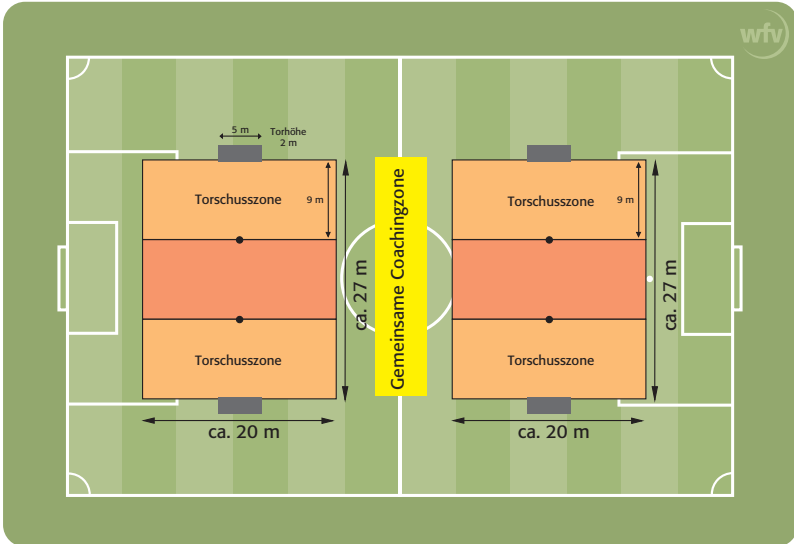 wfv
5 m
Torhöhe
2 m
Torschusszone
9 m
Torschusszone
ca. 27 m
ca. 20 m
Gemeinsame Coachingzone
Torschusszone
9 m
Torschusszone
ca. 27 m
ca. 20 m